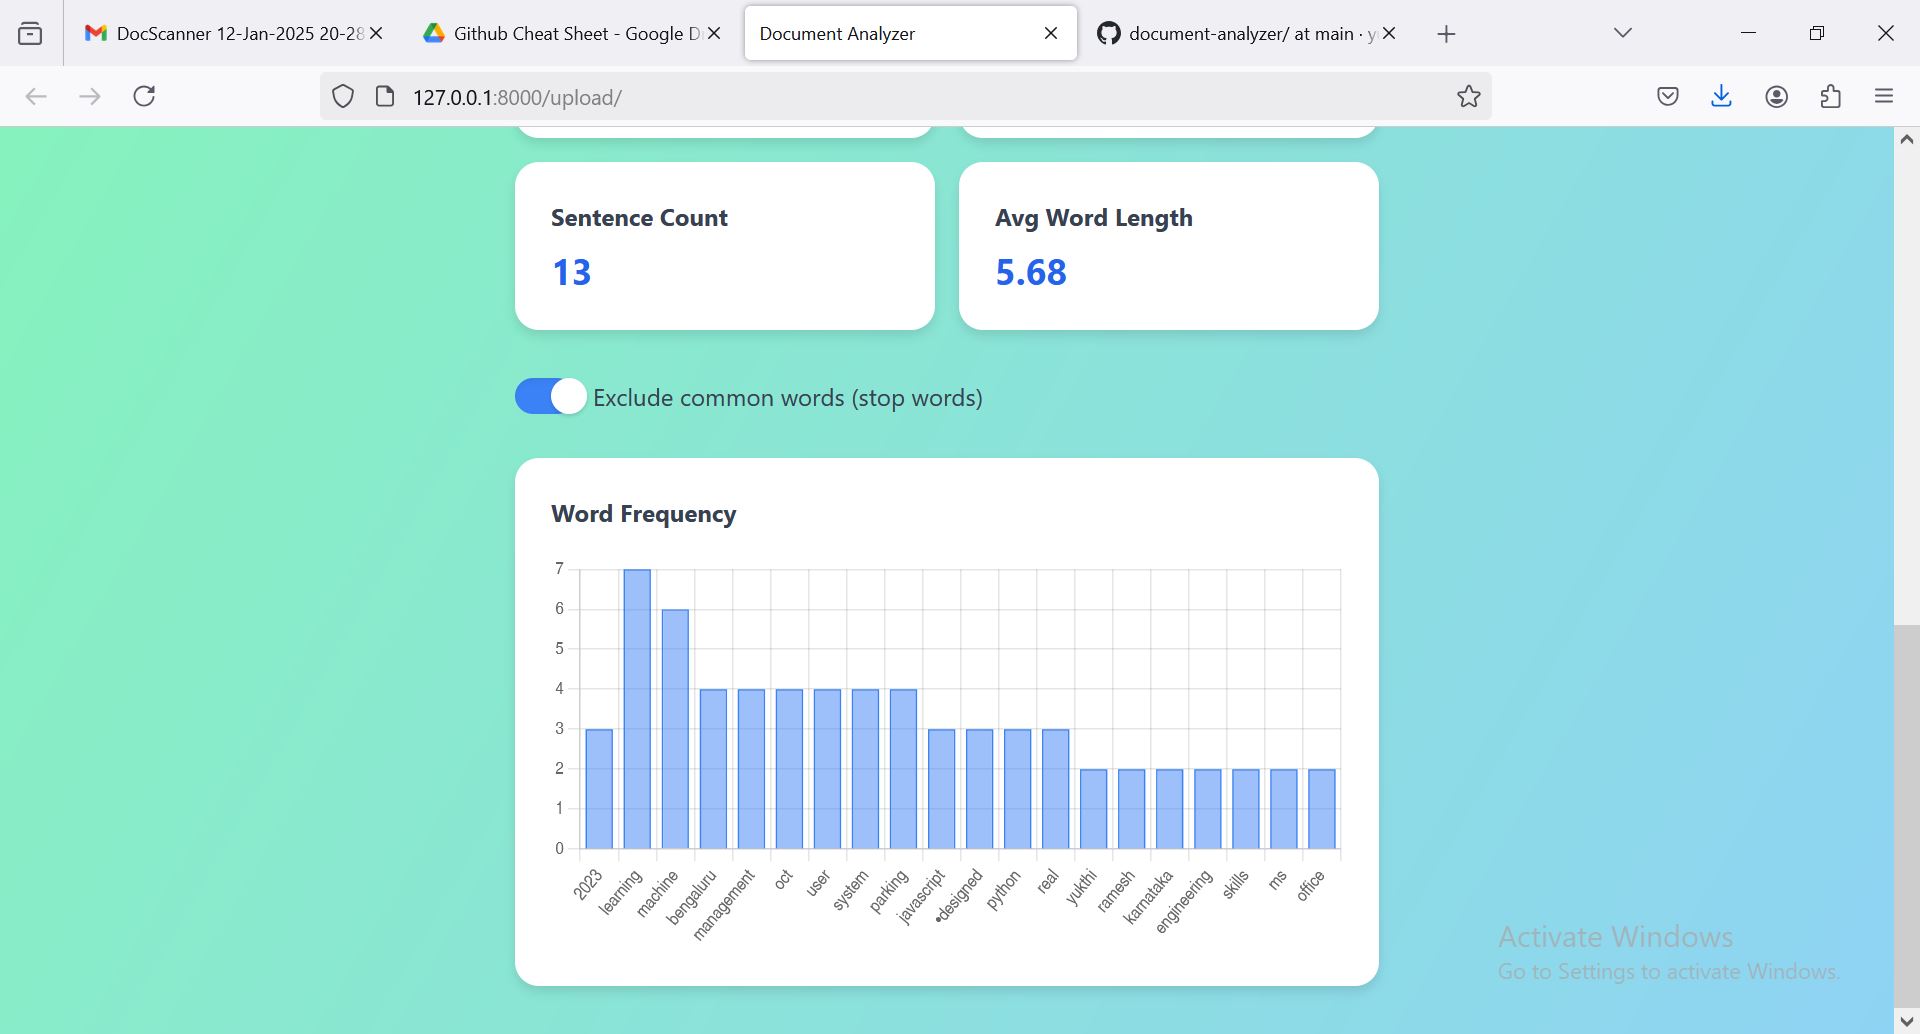 DocScanner 12-Jan-2025 20-28
Github Cheat Sheet - Google D
Document Analyzer
document-analyzer/ at main · y
127.0.0.1:8000/upload/
Sentence Count
13
Avg Word Length
5.68
Exclude common words (stop words)
Word Frequency
7
6
5
4
3
2
1
0
2023
learning
machine
bengaluru
management
oct
user
system
parking
javascript
•designed
python
real
yukthi
ramesh
karnataka
engineering
skills
ms
office
Activate Windows
Go to Settings to activate Windows.